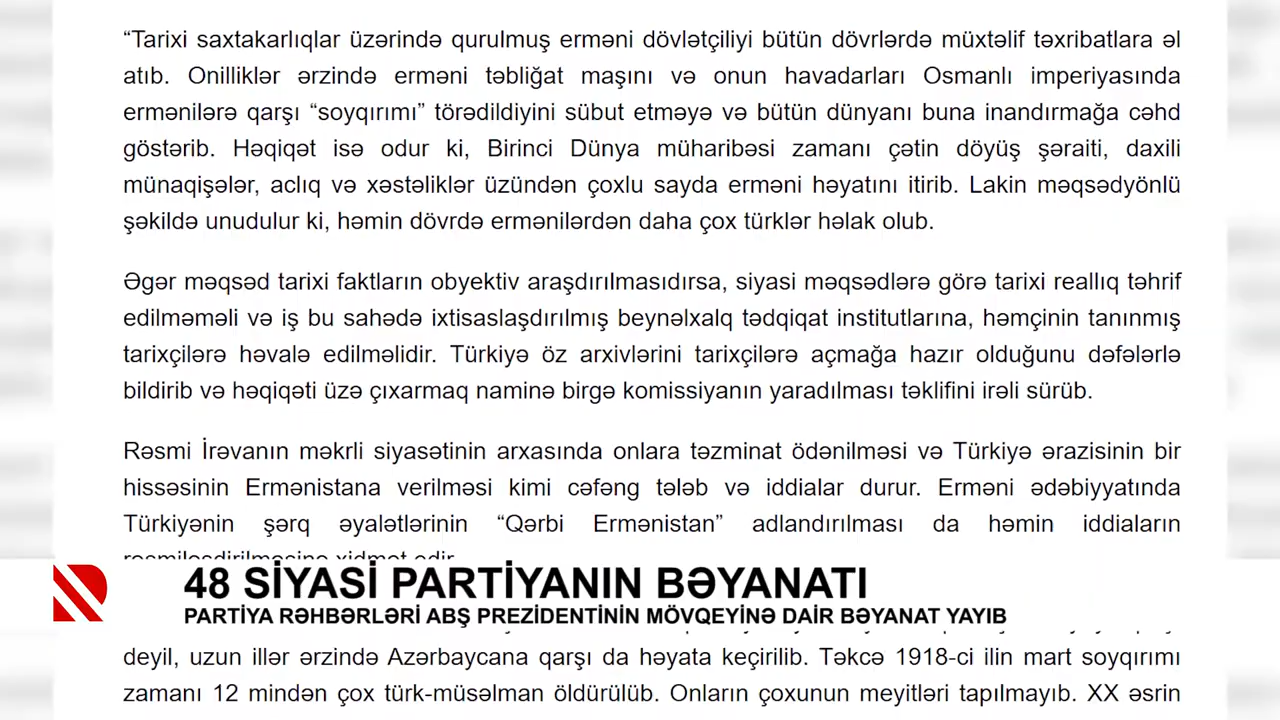 “Tarixi saxtakarlıqlar üzərində qurulmuş erməni dövlətçiliyi bütün dövrlərdə müxtəlif təxribatlara əl
atıb. Onilliklər ərzində erməni təbliğat maşını və onun havadarları Osmanlı imperiyasında
ermənilərə qarşı “soyqırımı” törədildiyini sübut etməyə və bütün dünyanı buna inandırmağa cəhd
göstərib. Həqiqət isə odur ki, Birinci Dünya müharibəsi zamanı çətin döyüş şəraiti, daxili
münaqişələr, aclıq və xəstəliklər üzündən çoxlu sayda erməni həyatını itirib. Lakin məqsədyönlü
şəkildə unudulur ki, həmin dövrdə ermənilərdən daha çox türklər həlak olub.
Əgər məqsəd tarixi faktların obyektiv araşdırılmasıdırsa, siyasi məqsədlərə görə tarixi reallıq təhrif
edilməməli və iş bu sahədə ixtisaslaşdırılmış beynəlxalq tədqiqat institutlarına, həmçinin tanınmış
tarixçilərə həvalə edilməlidir. Türkiyə öz arxivlərini tarixçilərə açmağa hazır olduğunu dəfələrlə
bildirib və həqiqəti üzə çıxarmaq naminə birgə komissiyanın yaradılması təklifini irəli sürüb.
Rəsmi İrəvanın məkrli siyasətinin arxasında onlara təzminat ödənilməsi və Türkiyə ərazisinin bir
hissəsinin Ermənistana verilməsi kimi cəfəng tələb və iddialar durur. Erməni ədəbiyyatında
Türkiyənin şərq əyalətlərinin “Qərbi Ermənistan” adlandırılması da həmin iddiaların
rəsmiləşdirilməsinə xidmət edir.
48 SİYASİ PARTİYANIN BƏYANATI
PARTİYA RƏHBƏRLƏRİ ABŞ PREZİDENTİNİN MÖVQEYİNƏ DAİR BƏYANAT YAYIB
deyil, uzun illər ərzində Azərbaycana qarşı da həyata keçirilib. Təkcə 1918-ci ilin mart soyqırımı
zamanı 12 mindən çox türk-müsəlman öldürülüb. Onların çoxunun meyitləri tapılmayıb. XX əsrin